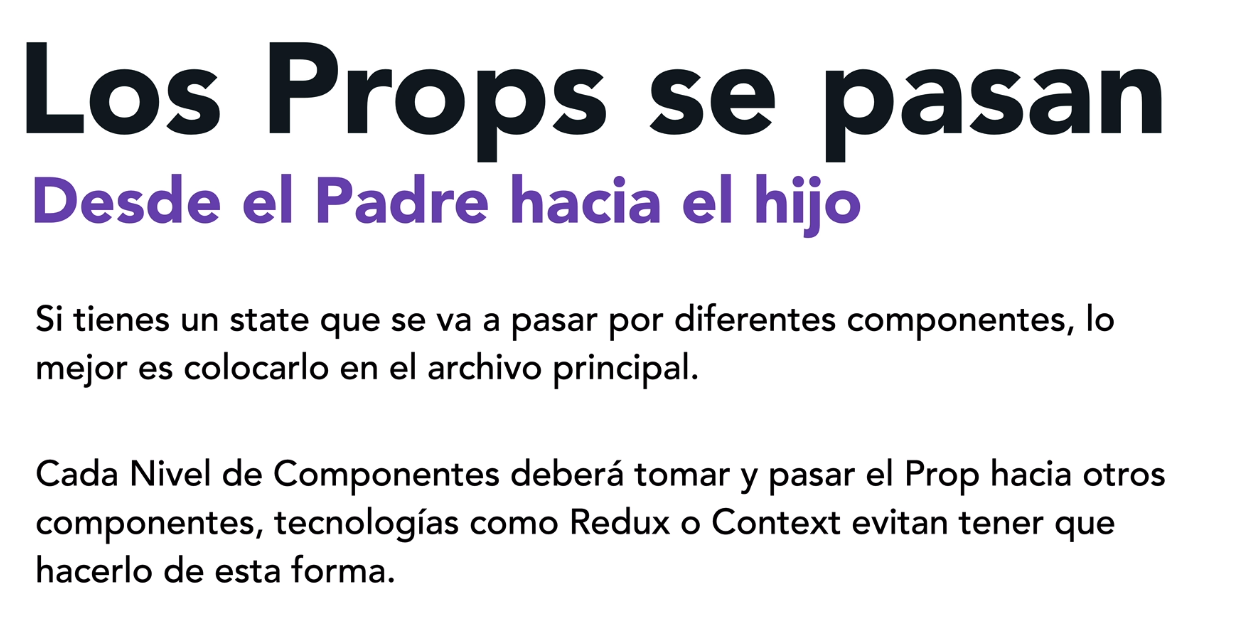 Los Props se pasan
Desde el Padre hacia el hijo
Si tienes un state que se va a pasar por diferentes componentes, lo
mejor es colocarlo en el archivo principal.
Cada Nivel de Componentes deberá tomar y pasar el Prop hacia otros
componentes, tecnologías como Redux o Context evitan tener que
hacerlo de esta forma.